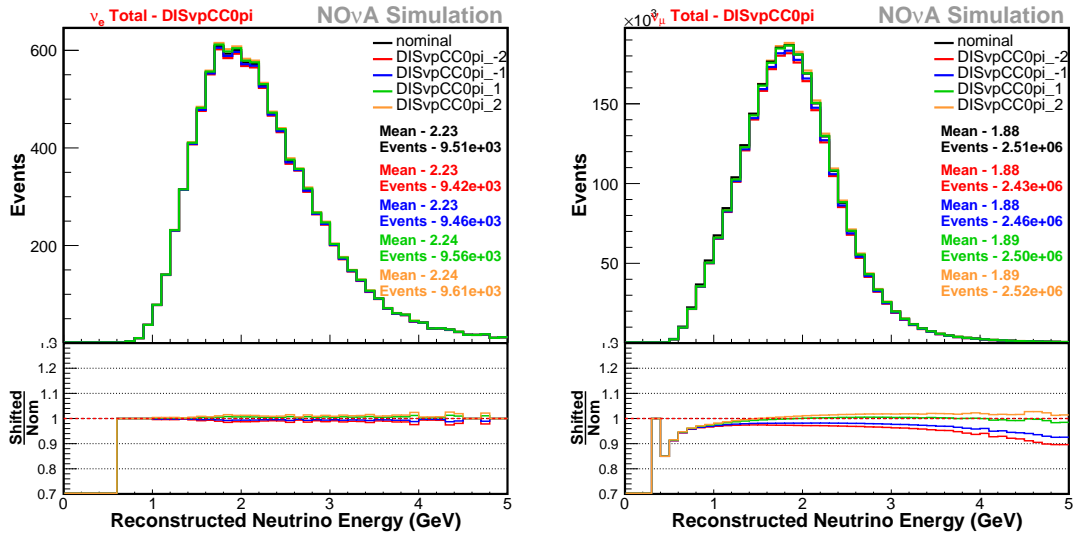 νe Total - DISvpCC0pi
NOνA Simulation
600
400
200
Events
nominal
DISvpCC0pi_-2
DISvpCC0pi_-1
DISvpCC0pi_1
DISvpCC0pi_2
Mean - 2.23
Events - 9.51e+03
Mean - 2.23
Events - 9.42e+03
Mean - 2.23
Events - 9.46e+03
Mean - 2.24
Events - 9.56e+03
Mean - 2.24
Events - 9.61e+03
1.3
1.2
1.1
1
0.9
0.8
0.7
Shifted
Nom
0 1 2 3 4 5
Reconstructed Neutrino Energy (GeV)
×10³
νμ Total - DISvpCC0pi
NOνA Simulation
150
100
50
0
Events
nominal
DISvpCC0pi_-2
DISvpCC0pi_-1
DISvpCC0pi_1
DISvpCC0pi_2
Mean - 1.88
Events - 2.51e+06
Mean - 1.88
Events - 2.43e+06
Mean - 1.88
Events - 2.46e+06
Mean - 1.89
Events - 2.50e+06
Mean - 1.89
Events - 2.52e+06
1.3
1.2
1.1
1
0.9
0.8
0.7
Shifted
Nom
0 1 2 3 4 5
Reconstructed Neutrino Energy (GeV)